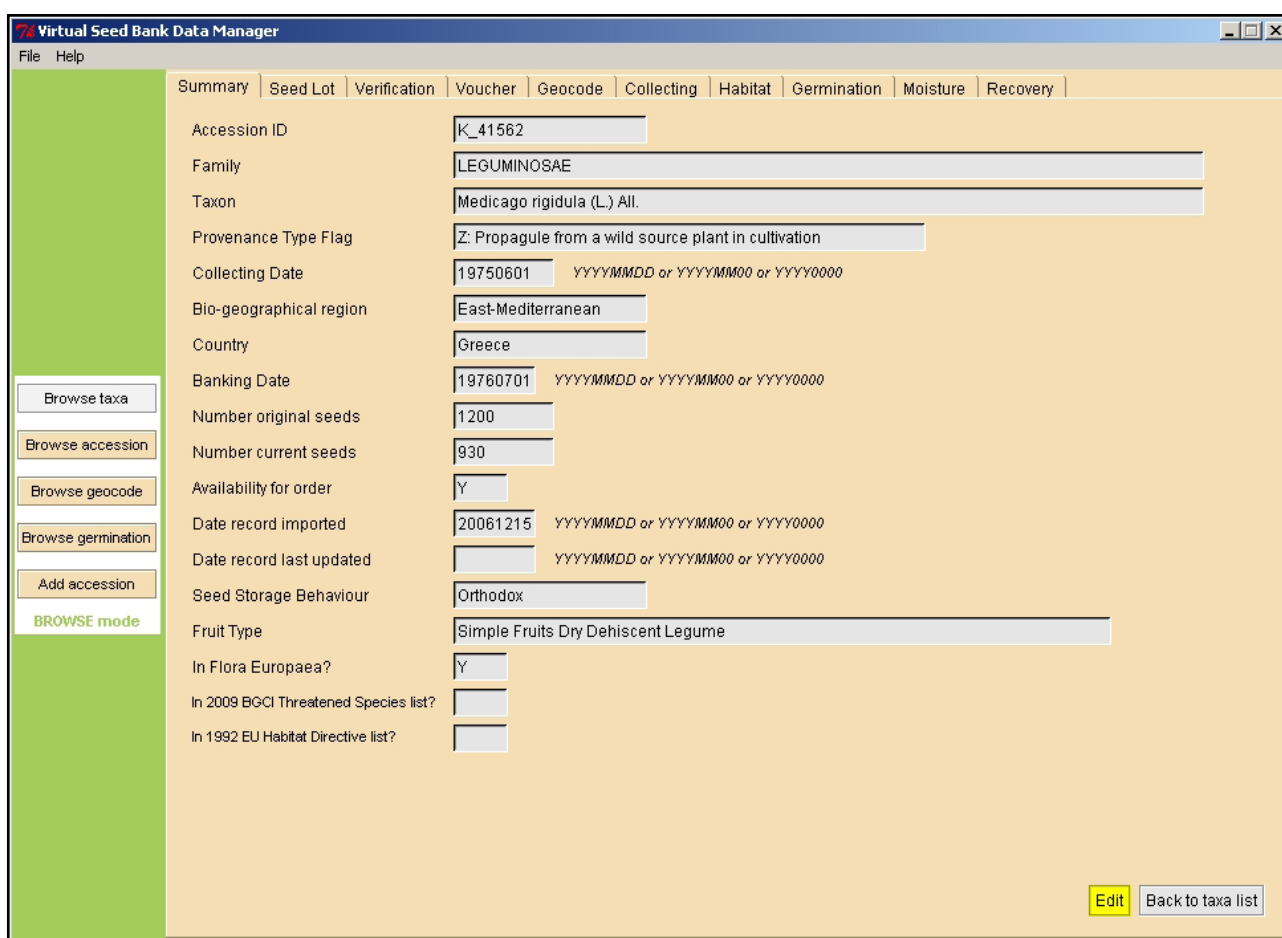 Virtual Seed Bank Data Manager
File Help
Summary Seed Lot Verification Voucher Geocode Collecting Habitat Germination Moisture Recovery
Accession ID K_41562
Family LEGUMINOSAE
Taxon Medicago rigidula (L.) All.
Provenance Type Flag Z: Propagule from a wild source plant in cultivation
Collecting Date 19750601 YYYYMMDD or YYYYMM00 or YYYY0000
Bio-geographical region East-Mediterranean
Country Greece
Banking Date 19760701 YYYYMMDD or YYYYMM00 or YYYY0000
Number original seeds 1200
Number current seeds 930
Availability for order Y
Date record imported 20061215 YYYYMMDD or YYYYMM00 or YYYY0000
Date record last updated YYYYMMDD or YYYYMM00 or YYYY0000
Seed Storage Behaviour Orthodox
Fruit Type Simple Fruits Dry Dehiscent Legume
In Flora Europaea? Y
In 2009 BGCI Threatened Species list?
In 1992 EU Habitat Directive list?
Browse taxa
Browse accession
Browse geocode
Browse germination
Add accession
BROWSE mode
Edit Back to taxa list